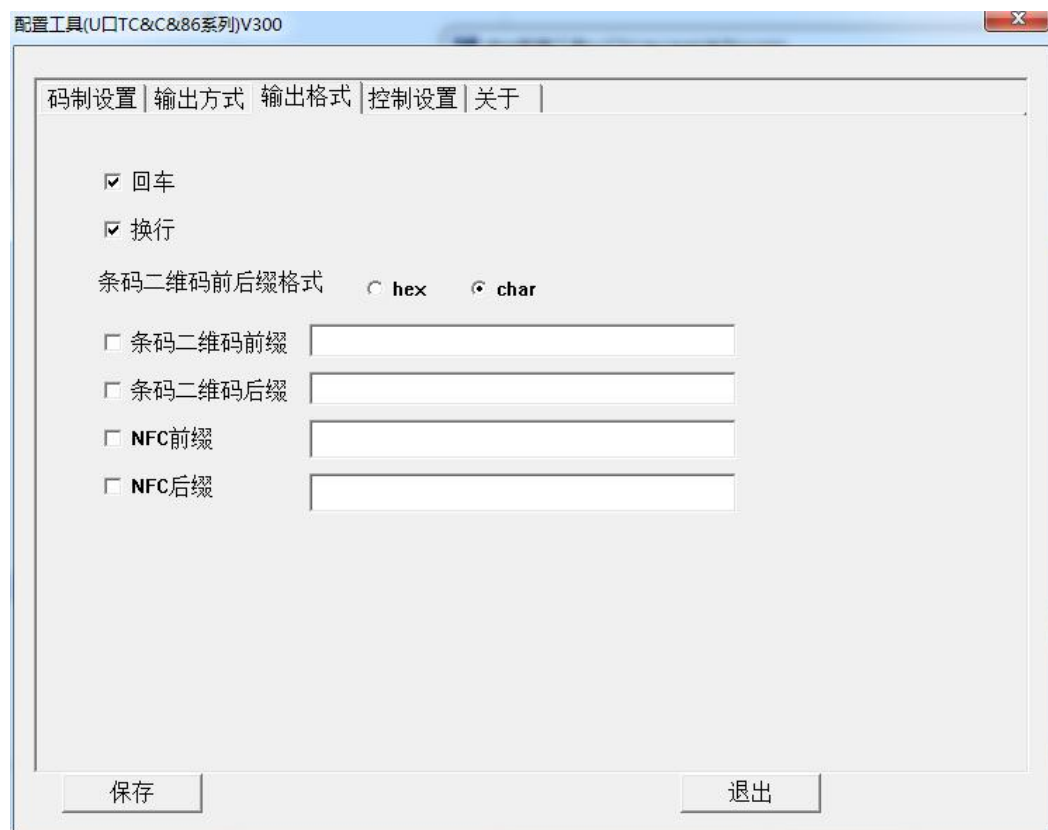 配置工具(U口TC&C&86系列)V300
码制设置 输出方式 输出格式 控制设置 关于
回车
换行
条码二维码前后缀格式 hex char
条码二维码前缀
条码二维码后缀
NFC前缀
NFC后缀
保存 退出